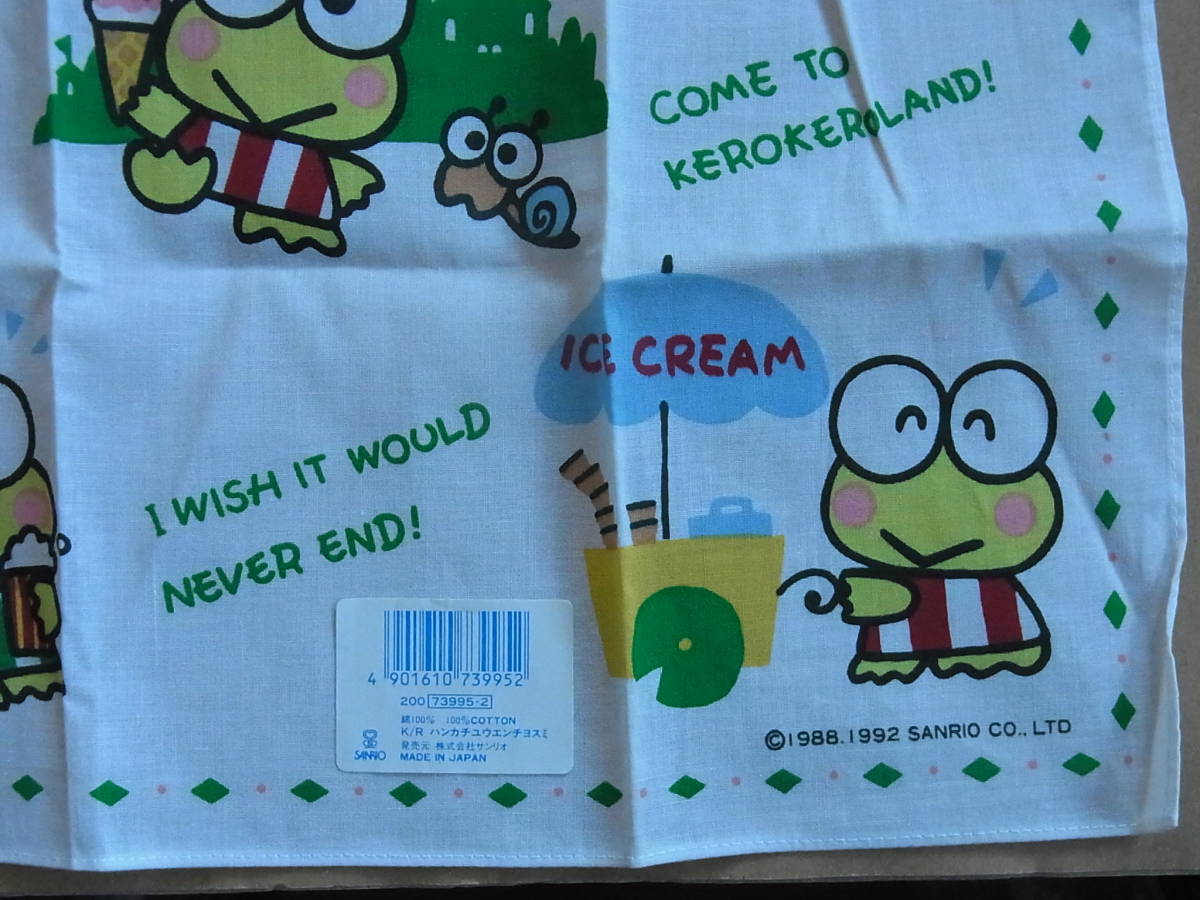 COME TO
KEROKEROLAND!
ICE CREAM
I WISH IT WOULD
NEVER END!
4 901610 739952
200 73995-2
綿100% 100%COTTON
K/R ハンカチユウエンチヨスミ
発売元 株式会社サンリオ
SANRIO MADE IN JAPAN
©1988.1992 SANRIO CO., LTD